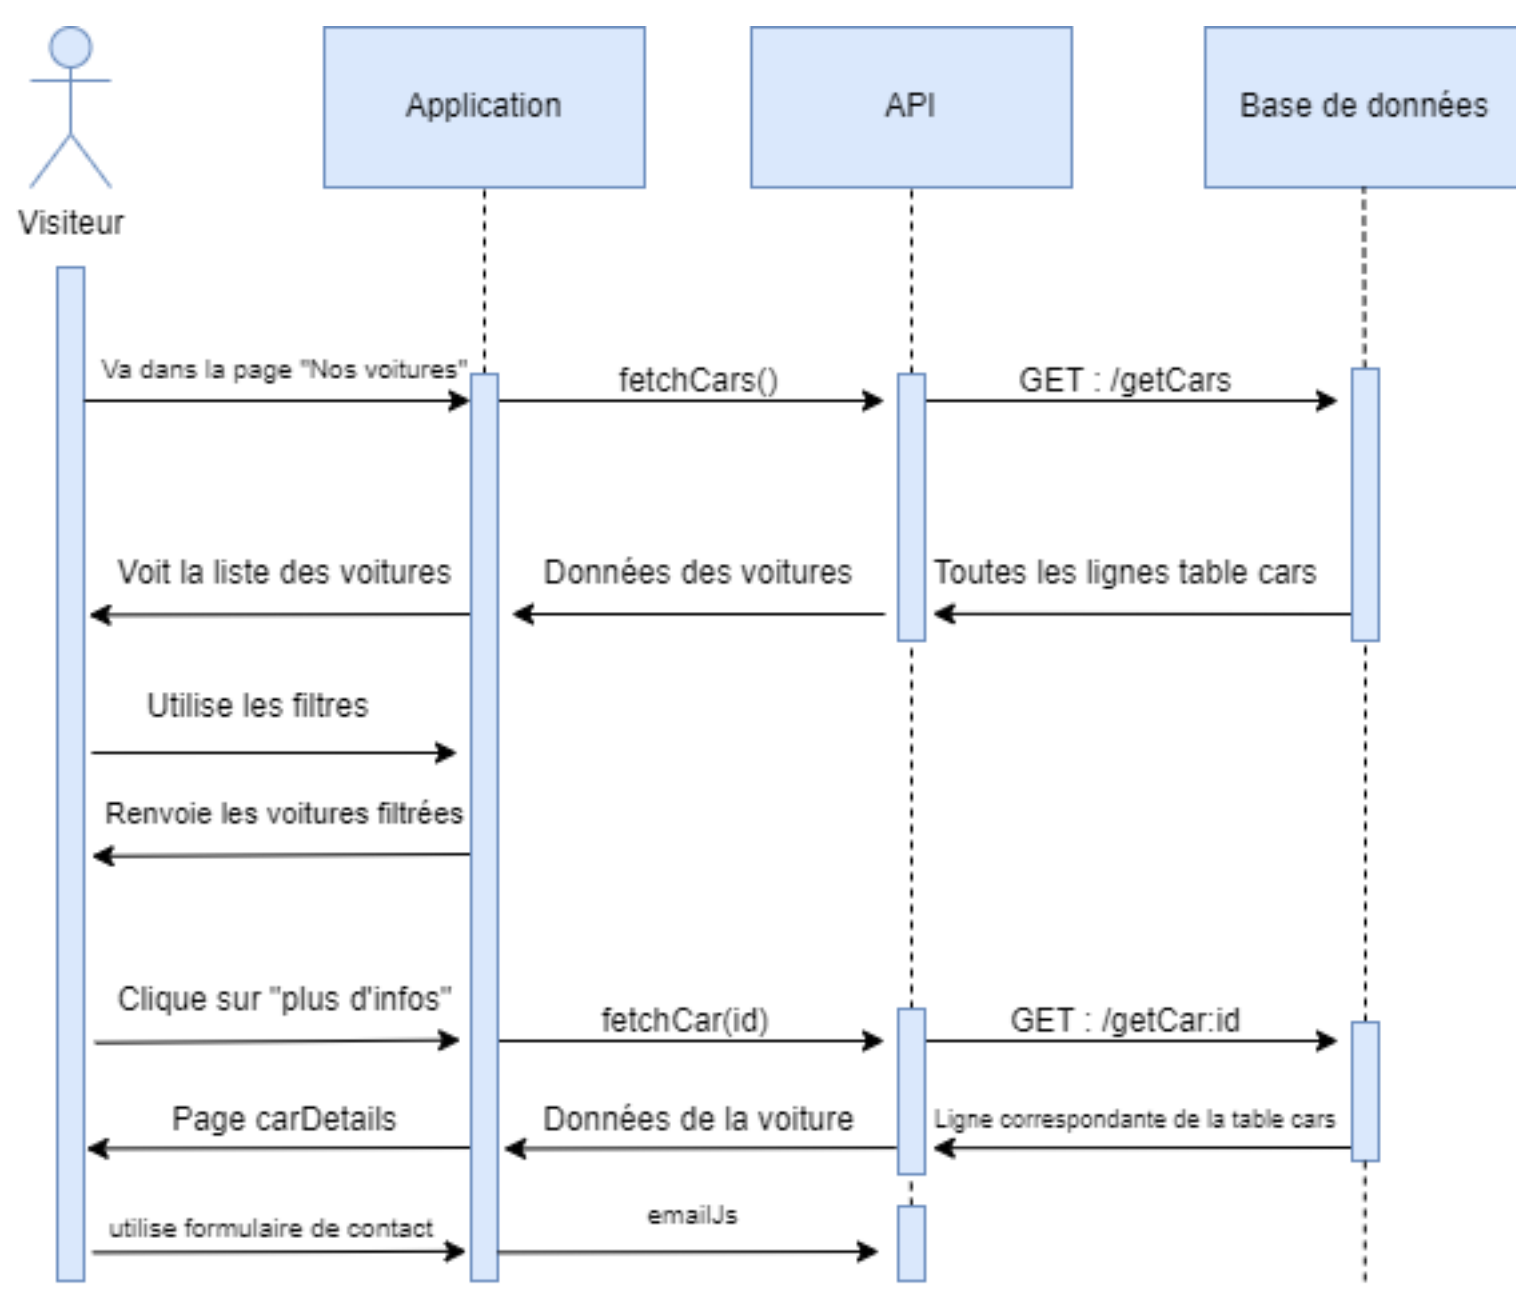 Visiteur
Application
API
Base de données
Va dans la page "Nos voitures"
fetchCars()
GET : /getCars
Voit la liste des voitures
Données des voitures
Toutes les lignes table cars
Utilise les filtres
Renvoie les voitures filtrées
Clique sur "plus d'infos"
fetchCar(id)
GET : /getCar:id
Page carDetails
Données de la voiture
Ligne correspondante de la table cars
utilise formulaire de contact
emailJs